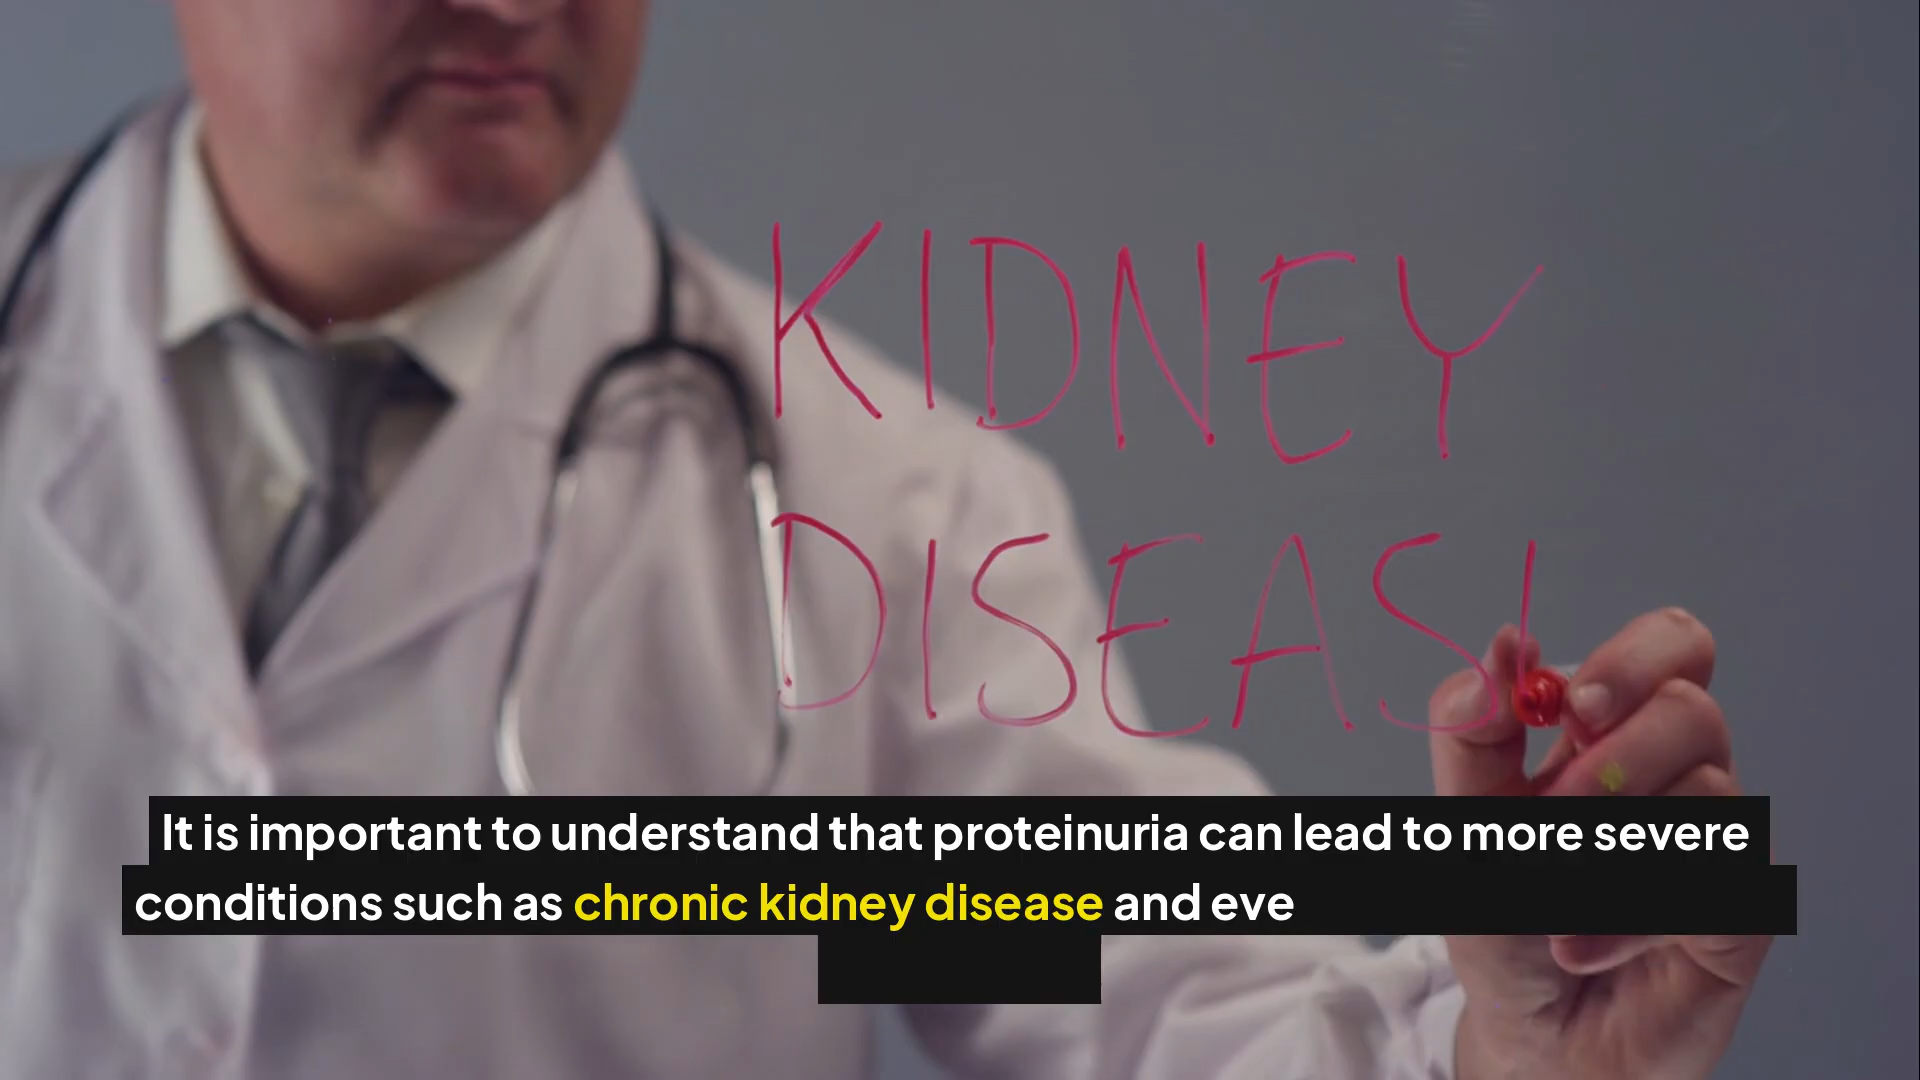 KIDNEY
DISEAS
It is important to understand that proteinuria can lead to more severe
conditions such as chronic kidney disease and eve